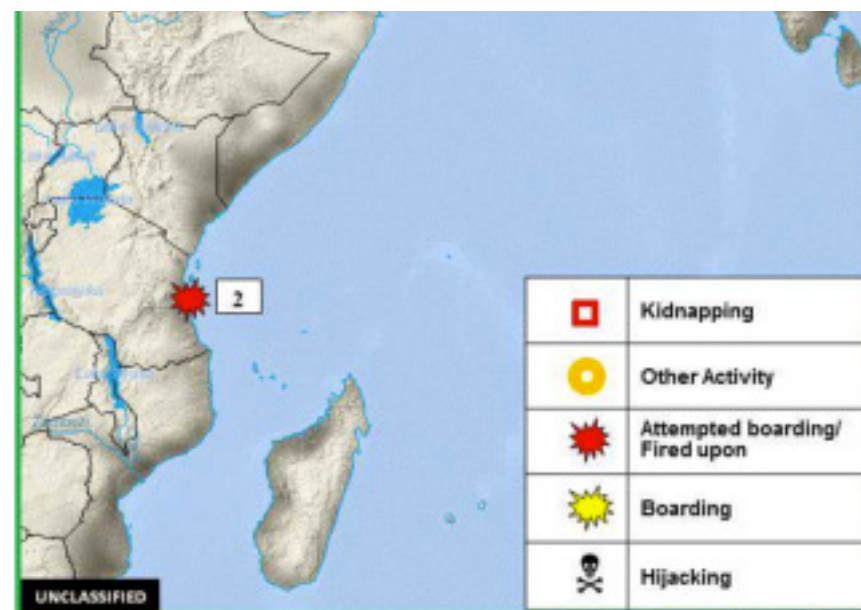 2
Kidnapping
Other Activity
Attempted boarding/
Fired upon
Boarding
Hijacking
UNCLASSIFIED